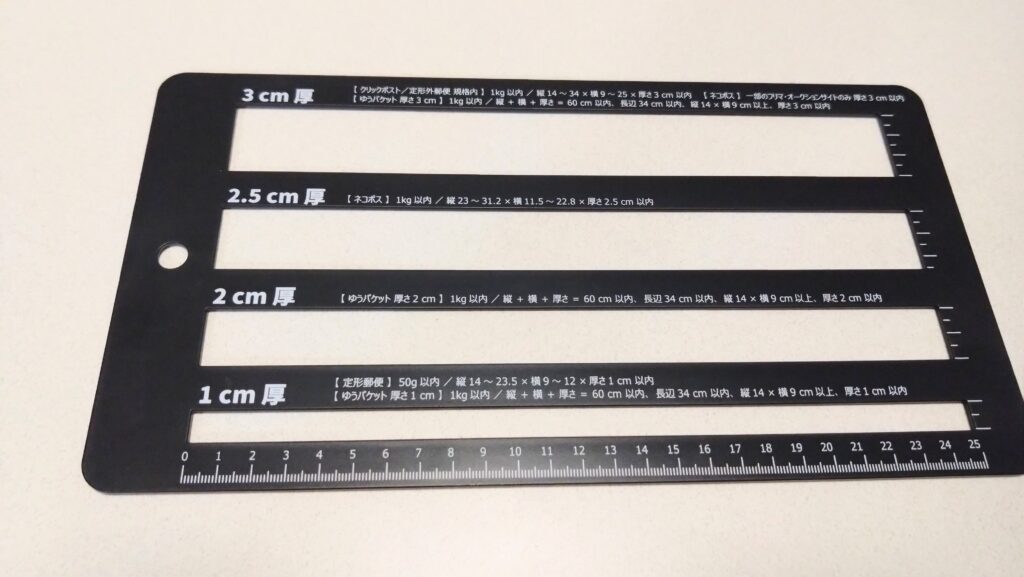 3 cm 厚
【 クリックポスト／定形外郵便 規格内 】 1kg 以内 ／ 縦 14 ～ 34 × 横 9 ～ 25 × 厚さ 3 cm 以内 【 ネコポス 】 一部のフリマ・オークションサイトのみ 厚さ 3 cm 以内
【 ゆうパケット 厚さ 3 cm 】 1kg 以内 ／ 縦 + 横 + 厚さ = 60 cm 以内、長辺 34 cm 以内、縦 14 × 横 9 cm 以上、厚さ 3 cm 以内
2.5 cm 厚
【 ネコポス 】 1kg 以内 ／ 縦 23 ～ 31.2 × 横 11.5 ～ 22.8 × 厚さ 2.5 cm 以内
2 cm 厚
【 ゆうパケット 厚さ 2 cm 】 1kg 以内 ／ 縦 + 横 + 厚さ = 60 cm 以内、長辺 34 cm 以内、縦 14 × 横 9 cm 以上、厚さ 2 cm 以内
1 cm 厚
【 定形郵便 】 50g 以内 ／ 縦 14 ～ 23.5 × 横 9 ～ 12 × 厚さ 1 cm 以内
【 ゆうパケット 厚さ 1 cm 】 1kg 以内 ／ 縦 + 横 + 厚さ = 60 cm 以内、長辺 34 cm 以内、縦 14 × 横 9 cm 以上、厚さ 1 cm 以内
0 1 2 3 4 5 6 7 8 9 10 11 12 13 14 15 16 17 18 19 20 21 22 23 24 25